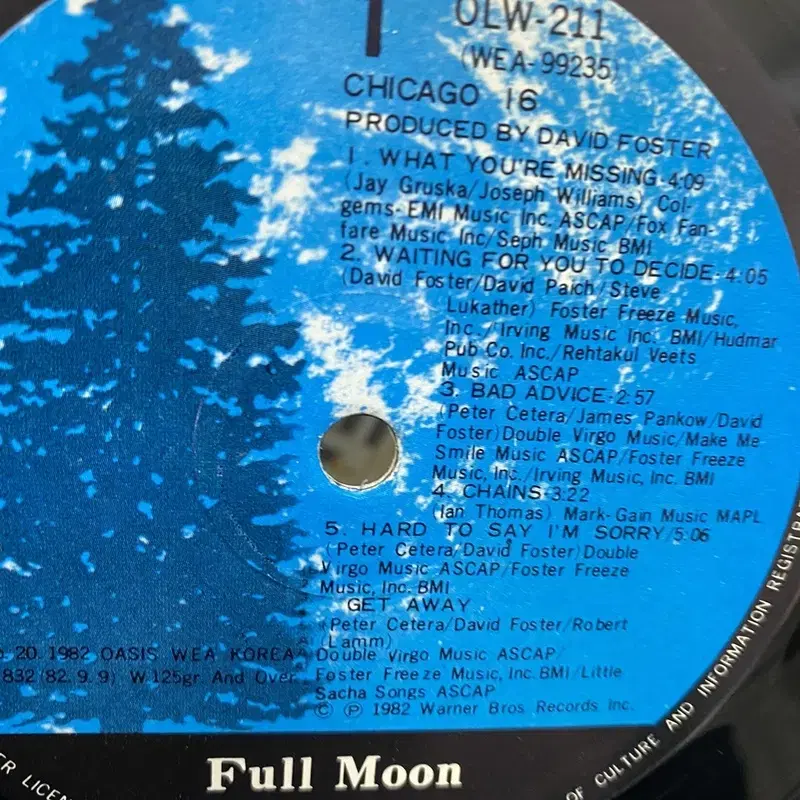 1
OLW-211
(WEA-99235)
CHICAGO 16
PRODUCED BY DAVID FOSTER
1. WHAT YOU'RE MISSING-4:09
(Jay Gruska/Joseph Williams) Col-
gems-EMI Music Inc. ASCAP/Fox Fan-
fare Music Inc/Seph Music BMI
2. WAITING FOR YOU TO DECIDE-4:05
(David Foster/David Paich/Steve
Lukather) Foster Freeze Music,
Inc./Irving Music Inc. BMI/Hudmar
Pub Co. Inc./Rehtakul Veets
Music ASCAP
3. BAD ADVICE-2:57
(Peter Cetera/James Pankow/David
Foster)Double Virgo Music/Make Me
Smile Music ASCAP/Foster Freeze
Music, Inc./Irving Music, Inc. BMI
4. CHAINS-3:22
(Ian Thomas) Mark-Gain Music MAPL
5. HARD TO SAY I'M SORRY/5:06
(Peter Cetera/David Foster)Double
Virgo Music ASCAP/Foster Freeze
Music, Inc. BMI
GET AWAY
(Peter Cetera/David Foster/Robert
Lamm)
Double Virgo Music ASCAP/
Foster Freeze Music, Inc. BMI/Little
Sacha Songs ASCAP
© ℗ 1982 Warner Bros Records Inc.
20. 1982 OASIS WEA KOREA
832 (82. 9. 9) W.125gr. And Over
Full Moon
OF CULTURE AND INFORMATION